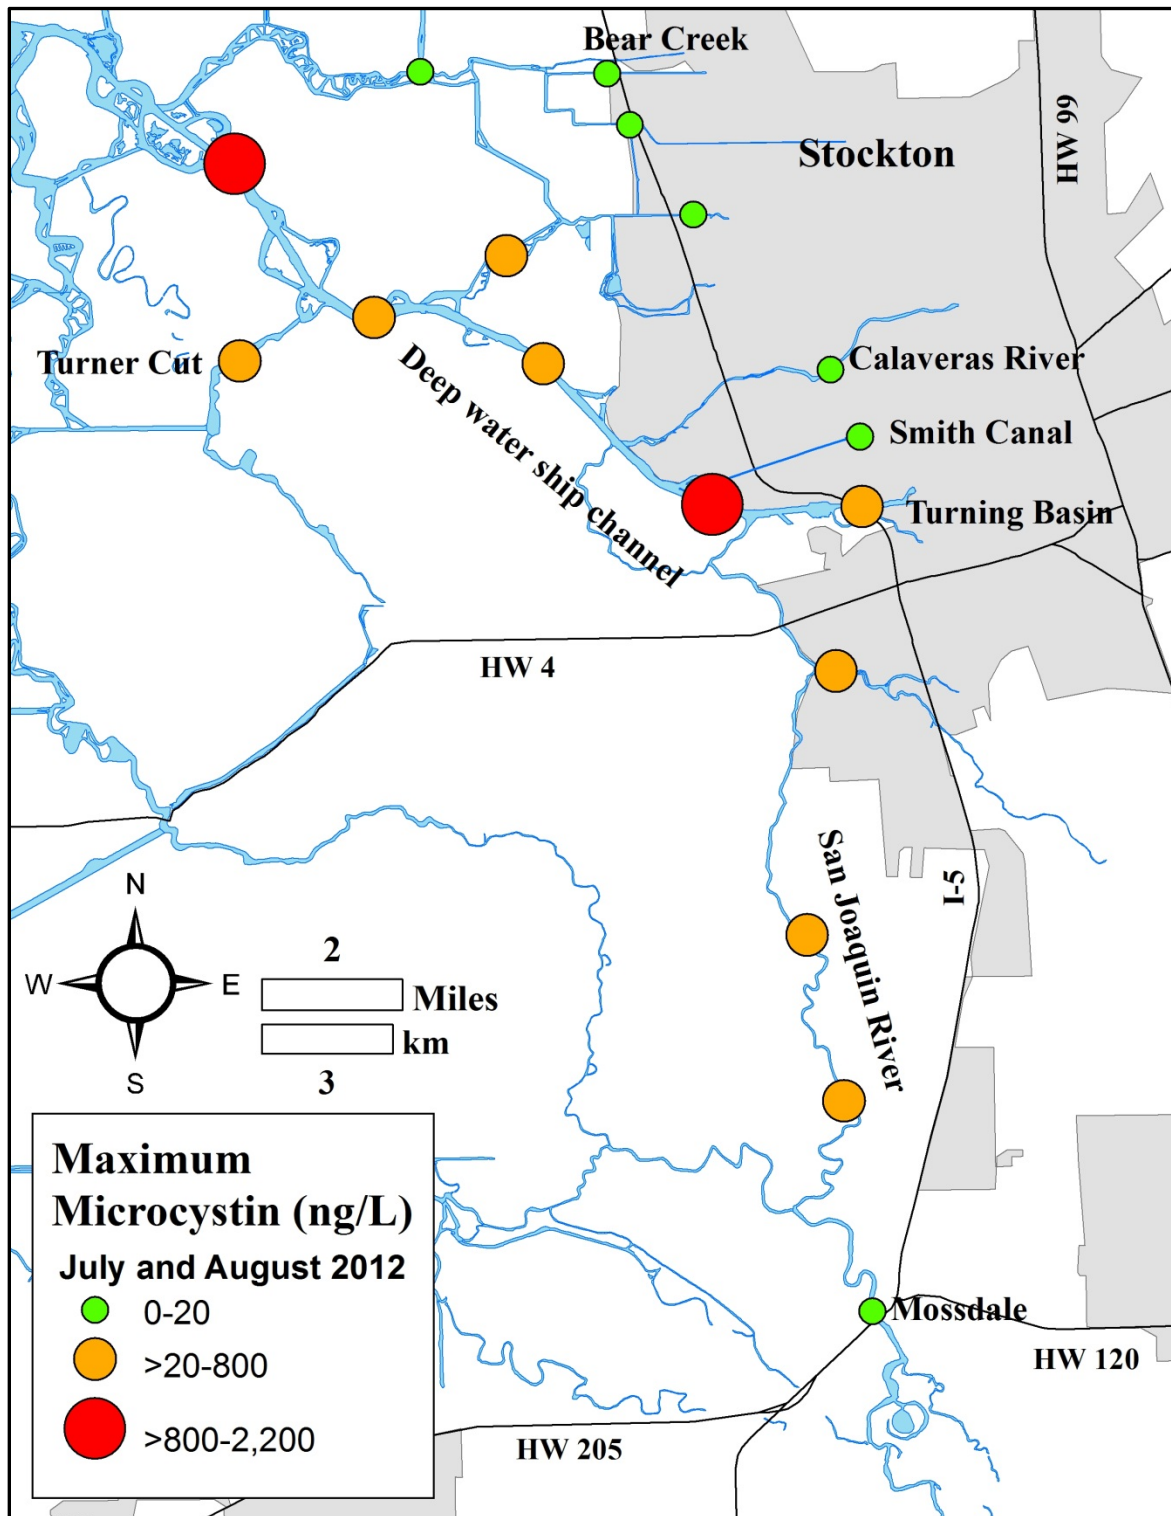 Bear Creek
Stockton
HW 99
Turner Cut
Deep water ship channel
Calaveras River
Smith Canal
Turning Basin
HW 4
San Joaquin River
I-5
N
W
E
S
2
Miles
km
3
Maximum
Microcystin (ng/L)
July and August 2012
0-20
>20-800
>800-2,200
Mossdale
HW 120
HW 205